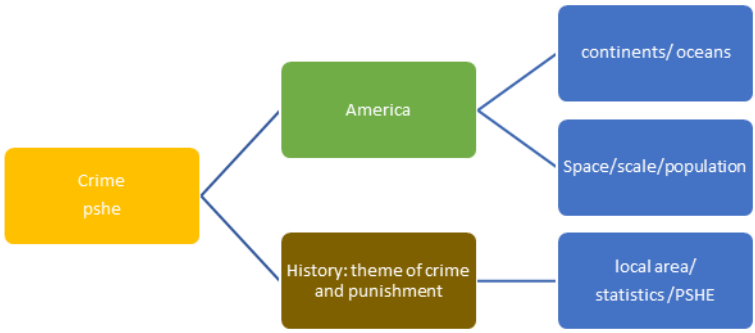 Crime
pshe
America
continents/ oceans
Space/scale/population
History: theme of crime
and punishment
local area/
statistics /PSHE